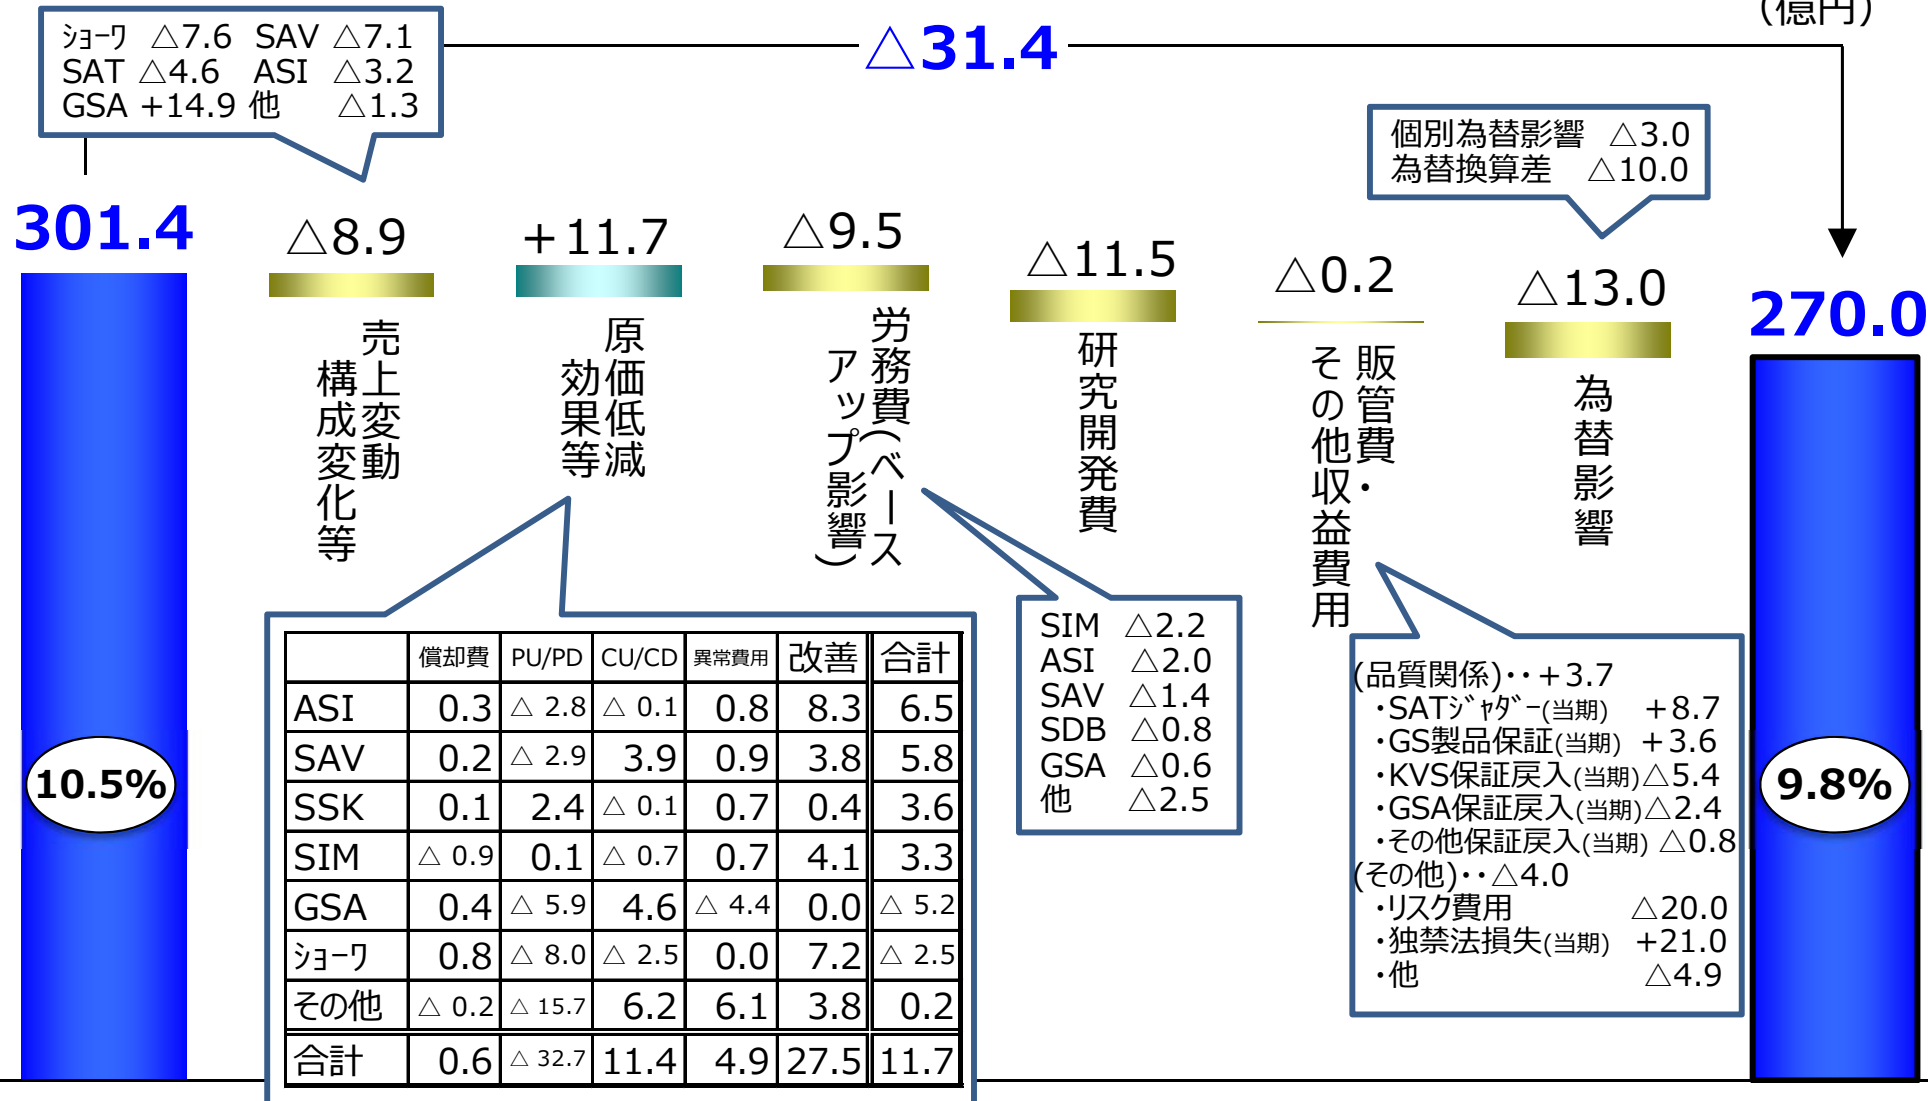 (億円)
ｼｮｰﾜ △7.6 SAV △7.1
SAT △4.6 ASI △3.2
GSA +14.9 他 △1.3
△31.4
個別為替影響 △3.0
為替換算差 △10.0
301.4
△8.9
+11.7
△9.5
△11.5
△0.2
△13.0
270.0
売上変動
構成変化等
原価低減
効果等
労務費(ベース
アップ影響)
研究開発費
販管費・
その他収益費用
為替影響
10.5%
9.8%
償却費 PU/PD CU/CD 異常費用 改善 合計
ASI 0.3 △ 2.8 △ 0.1 0.8 8.3 6.5
SAV 0.2 △ 2.9 3.9 0.9 3.8 5.8
SSK 0.1 2.4 △ 0.1 0.7 0.4 3.6
SIM △ 0.9 0.1 △ 0.7 0.7 4.1 3.3
GSA 0.4 △ 5.9 4.6 △ 4.4 0.0 △ 5.2
ｼｮｰﾜ 0.8 △ 8.0 △ 2.5 0.0 7.2 △ 2.5
その他 △ 0.2 △ 15.7 6.2 6.1 3.8 0.2
合計 0.6 △ 32.7 11.4 4.9 27.5 11.7
SIM △2.2
ASI △2.0
SAV △1.4
SDB △0.8
GSA △0.6
他 △2.5
(品質関係)・・+3.7
・SATｼﾞｬﾀﾞｰ(当期) +8.7
・GS製品保証(当期) +3.6
・KVS保証戻入(当期)△5.4
・GSA保証戻入(当期)△2.4
・その他保証戻入(当期) △0.8
(その他)・・△4.0
・リスク費用 △20.0
・独禁法損失(当期) +21.0
・他 △4.9